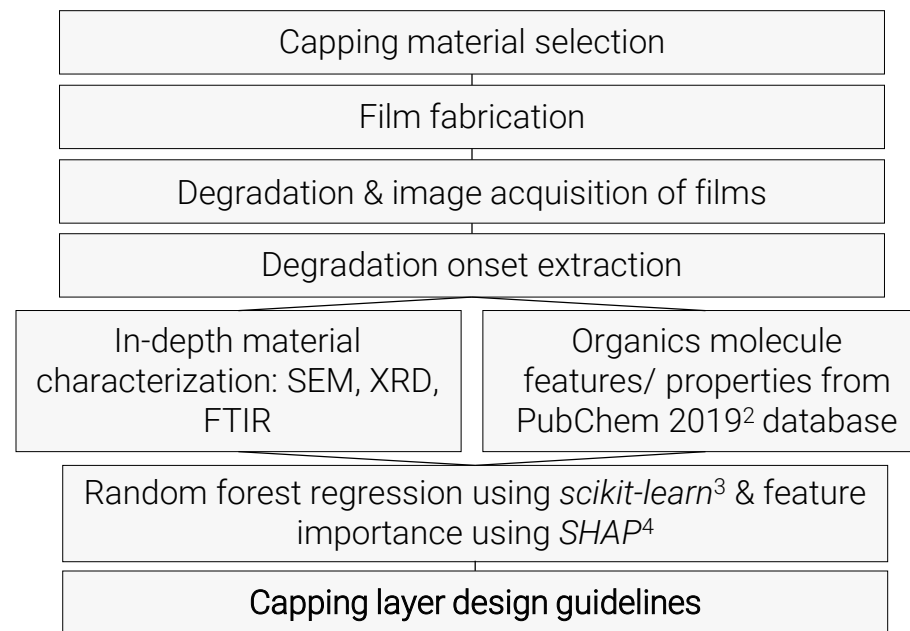 Capping material selection
Film fabrication
Degradation & image acquisition of films
Degradation onset extraction
In-depth material
characterization: SEM, XRD,
FTIR
Organics molecule
features/ properties from
PubChem 2019² database
Random forest regression using scikit-learn³ & feature
importance using SHAP⁴
Capping layer design guidelines